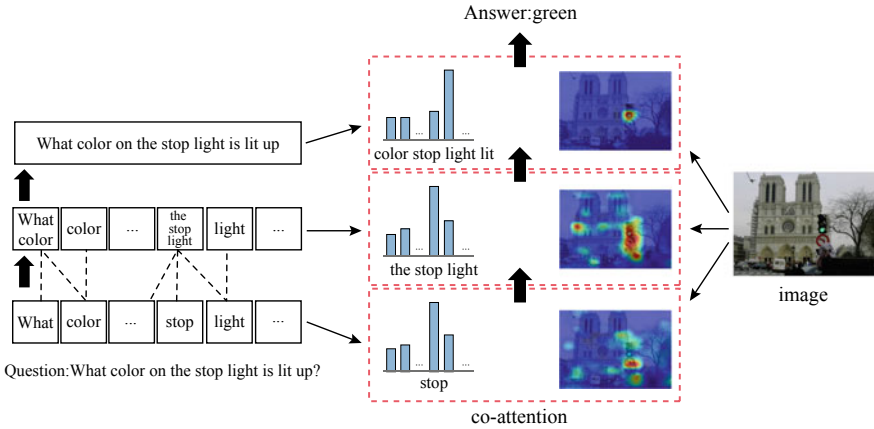 Answer:green
What color on the stop light is lit up
... ...
color stop light lit
What
color
color
...
the
stop
light
light
...
... ...
the stop light
image
What
color
...
stop
light
...
... ...
stop
Question:What color on the stop light is lit up?
co-attention